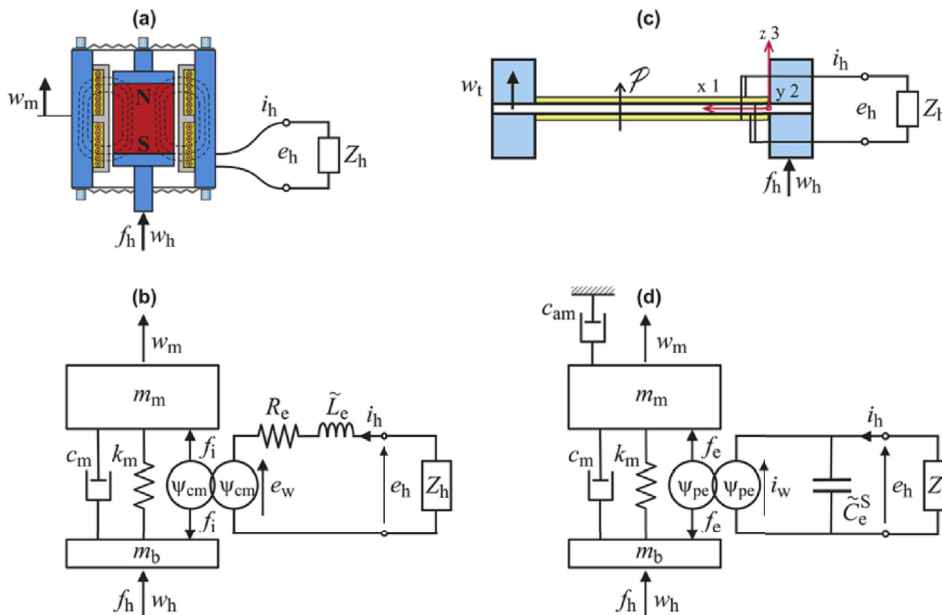 (a)
w_m
N
S
i_h
e_h
Z_h
f_h w_h
(c)
z 3
w_t
𝒫
x 1
y 2
i_h
e_h
Z_h
f_h w_h
(b)
w_m
m_m
R_e L̃_e i_h
c_m k_m f_i
ψ_cm ψ_cm e_w e_h Z_h
f_i
m_b
f_h w_h
(d)
c_am
w_m
m_m
i_h
c_m k_m f_e
ψ_pe ψ_pe i_w C̃_e^S e_h Z
f_e
m_b
f_h w_h